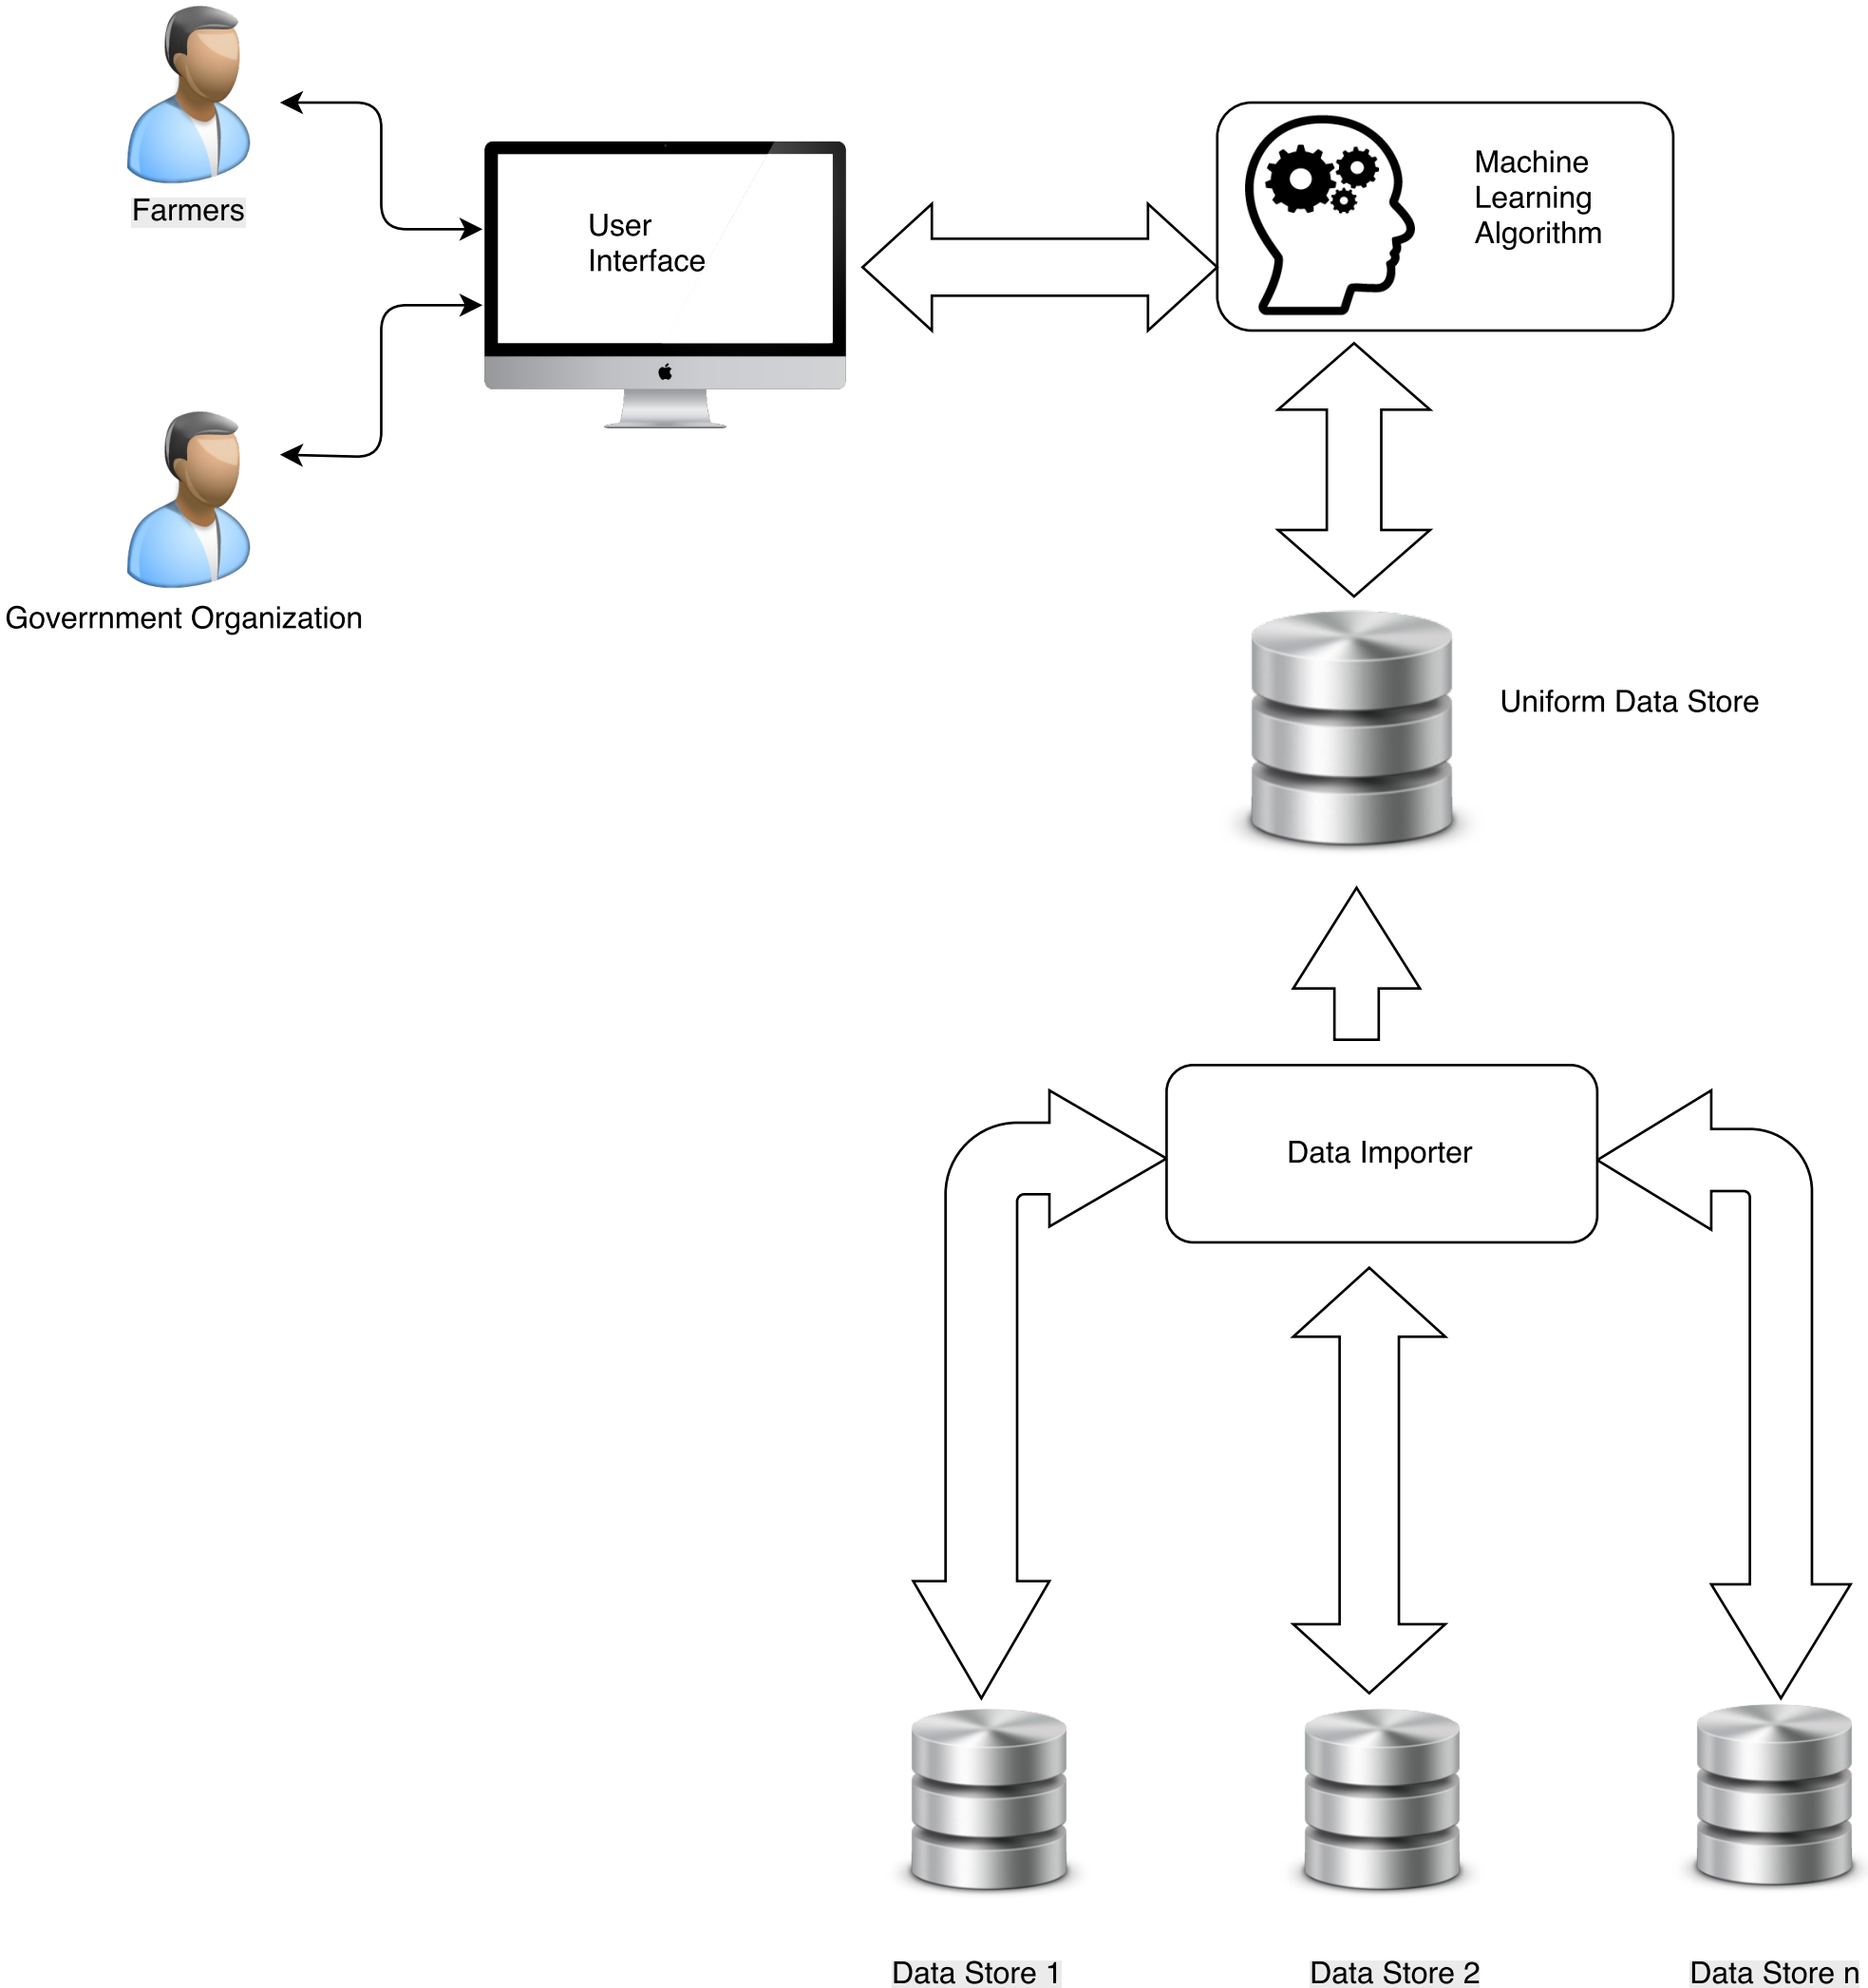 Farmers
User
Interface
Machine
Learning
Algorithm
Goverrnment Organization
Uniform Data Store
Data Importer
Data Store 1
Data Store 2
Data Store n